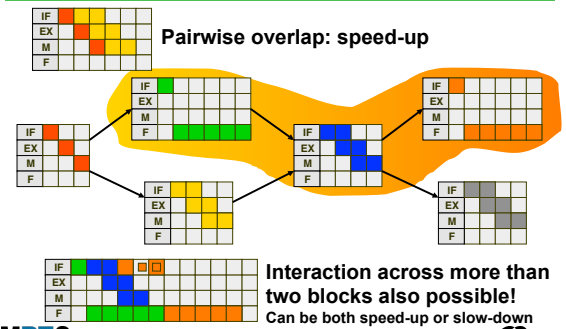 IF
EX
M
F
Pairwise overlap: speed-up
IF
EX
M
F
IF
EX
M
F
IF
EX
M
F
IF
EX
M
F
IF
EX
M
F
IF
EX
M
F
IF
EX
M
F
Interaction across more than
two blocks also possible!
Can be both speed-up or slow-down